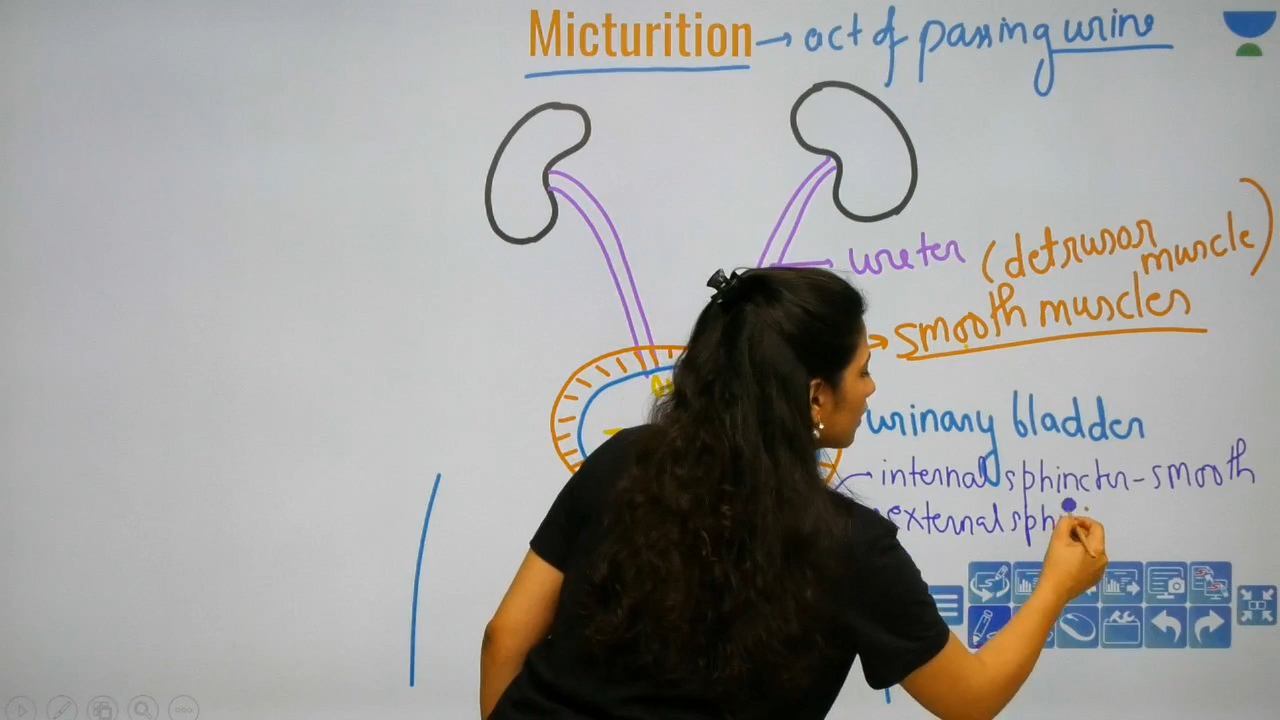 Micturition → act of passing urine
ureter (detrusor muscle)
smooth muscles
urinary bladder
internal sphincter - smooth
external sph